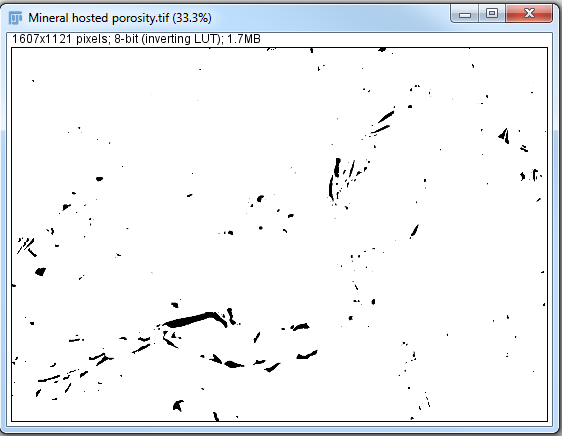 Mineral hosted porosity.tif (33.3%)
1607x1121 pixels; 8-bit (inverting LUT); 1.7MB